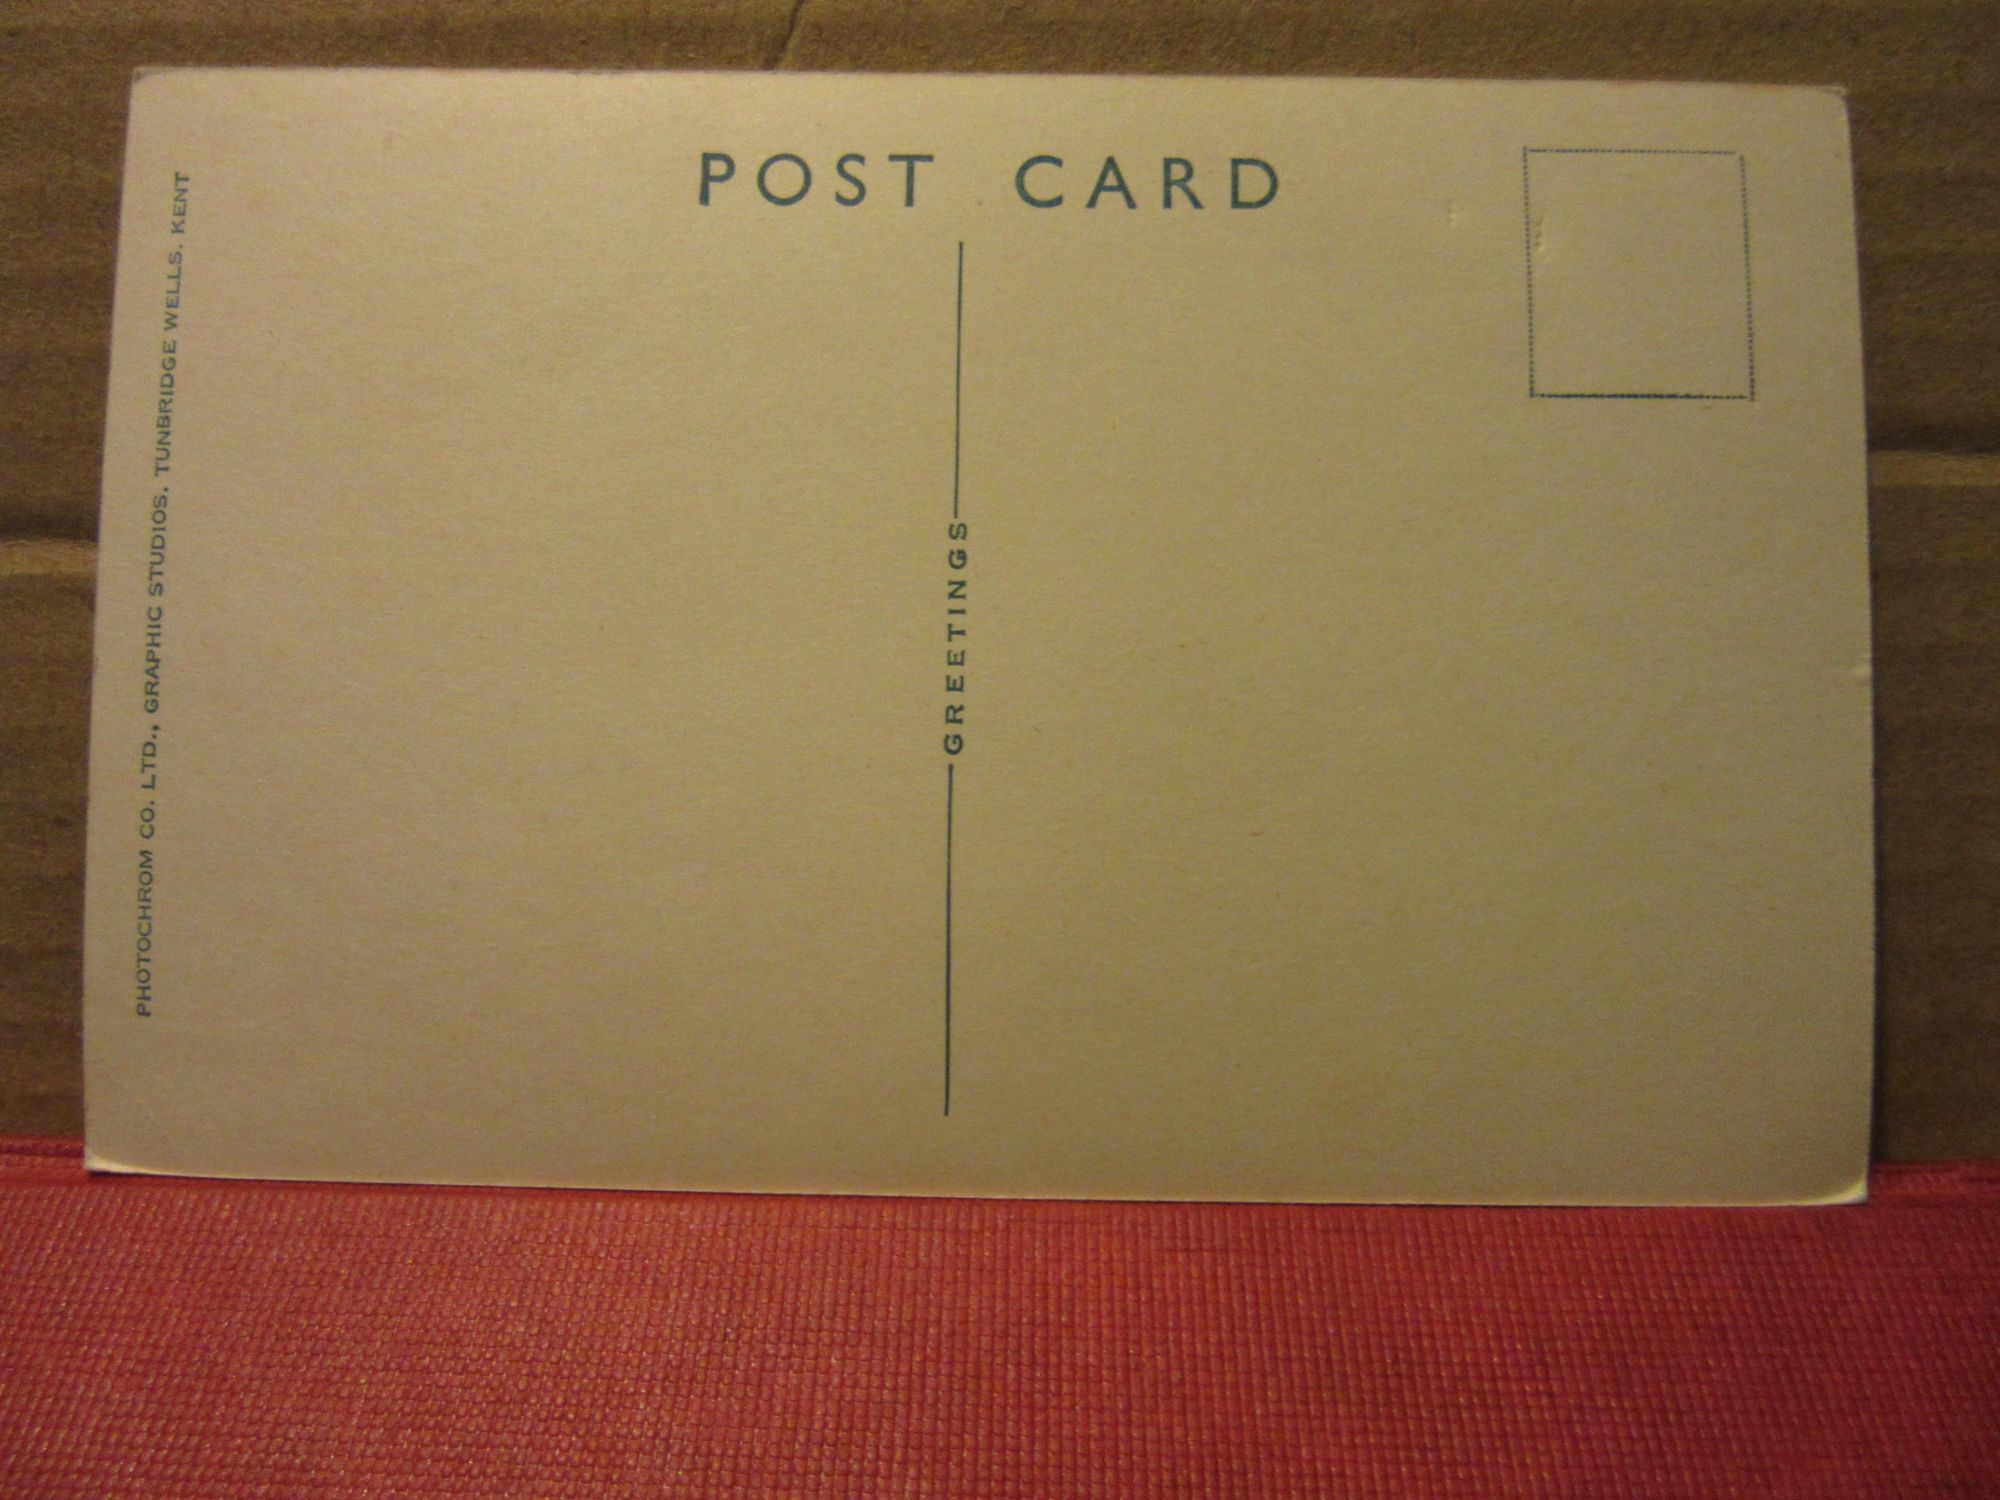 POST CARD
PHOTOCHROM CO. LTD., GRAPHIC STUDIOS, TUNBRIDGE WELLS, KENT
GREETINGS